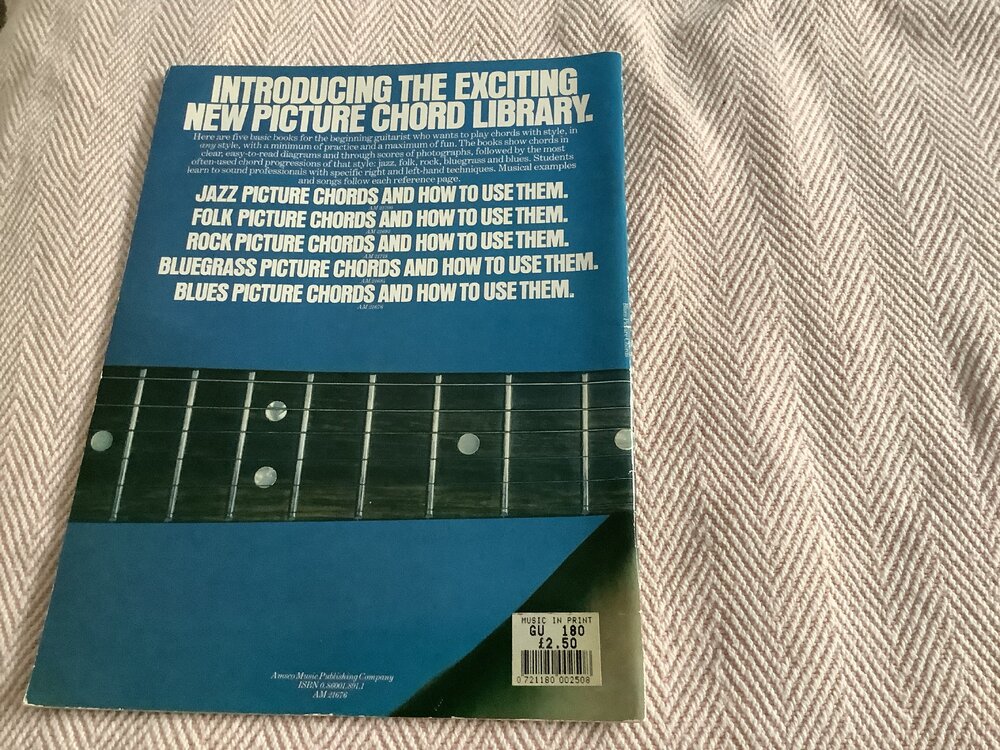 INTRODUCING THE EXCITING
NEW PICTURE CHORD LIBRARY.
Here are five basic books for the beginning guitarist who wants to play chords with style, in
any style, with a minimum of practice and a maximum of fun. The books show chords in
clear, easy-to-read diagrams and through scores of photographs, followed by the most
often-used chord progressions of that style: jazz, folk, rock, bluegrass and blues. Students
learn to sound professionals with specific right and left-hand techniques. Musical examples
and songs follow each reference page.
JAZZ PICTURE CHORDS AND HOW TO USE THEM.
FOLK PICTURE CHORDS AND HOW TO USE THEM.
ROCK PICTURE CHORDS AND HOW TO USE THEM.
BLUEGRASS PICTURE CHORDS AND HOW TO USE THEM.
BLUES PICTURE CHORDS AND HOW TO USE THEM.
AM 21676
MUSIC IN PRINT
GU 180
£2.50
0 721180 002508
Amsco Music Publishing Company
ISBN 0.86001.891.1
AM 21676